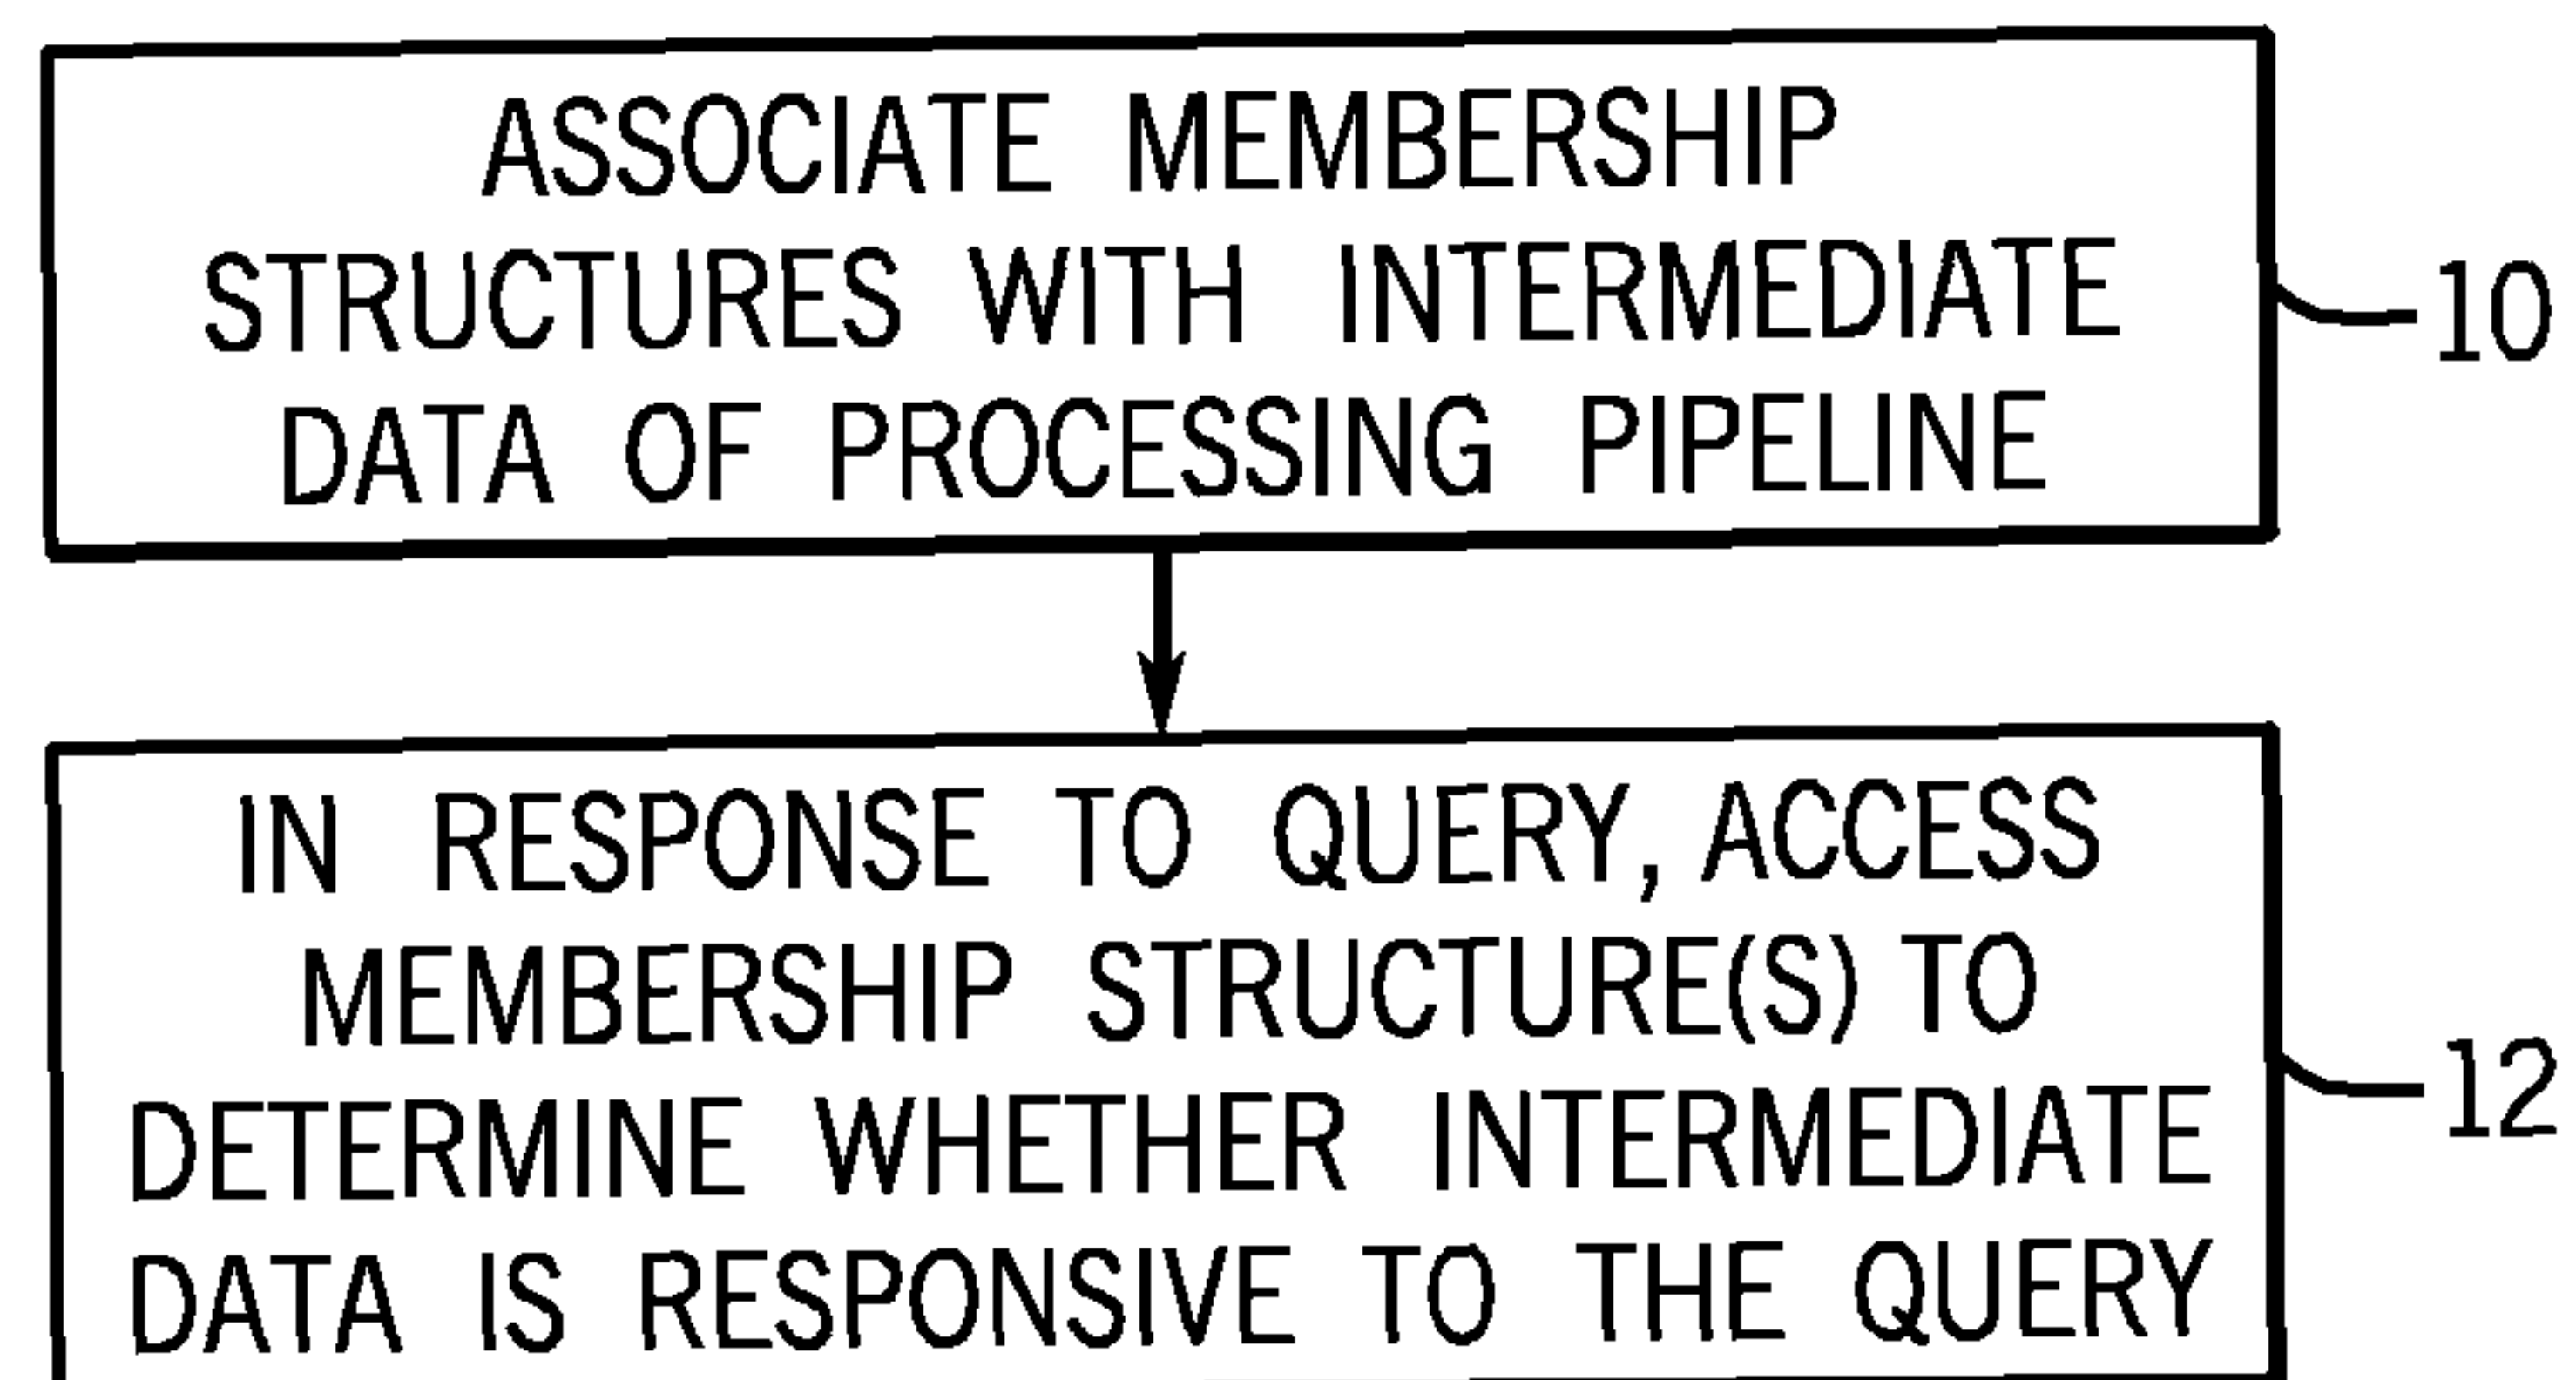 ASSOCIATE MEMBERSHIP
STRUCTURES WITH INTERMEDIATE
DATA OF PROCESSING PIPELINE
10
IN RESPONSE TO QUERY, ACCESS
MEMBERSHIP STRUCTURE(S) TO
DETERMINE WHETHER INTERMEDIATE
DATA IS RESPONSIVE TO THE QUERY
12